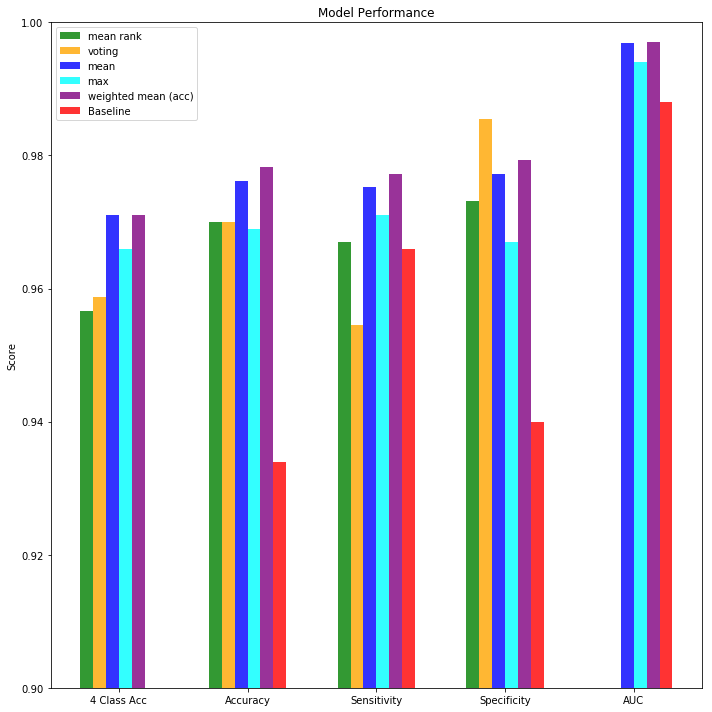 Model Performance
mean rank
voting
mean
max
weighted mean (acc)
Baseline
1.00
0.98
0.96
0.94
0.92
0.90
Score
4 Class Acc
Accuracy
Sensitivity
Specificity
AUC